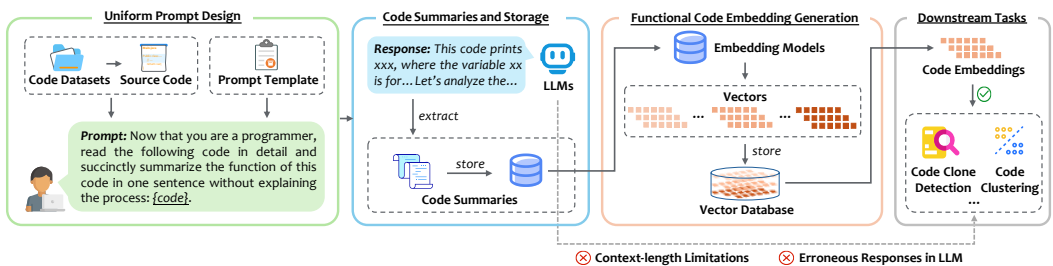 Uniform Prompt Design
Code Datasets
Source Code
Prompt Template
Prompt: Now that you are a programmer,
read the following code in detail and
succinctly summarize the function of this
code in one sentence without explaining
the process: {code}.
Code Summaries and Storage
Response: This code prints
xxx, where the variable xx
is for... Let's analyze the...
LLMs
extract
store
Code Summaries
Functional Code Embedding Generation
Embedding Models
Vectors
...
...
store
Vector Database
Downstream Tasks
Code Embeddings
Code Clone
Detection
Code
Clustering
...
Context-length Limitations
Erroneous Responses in LLM